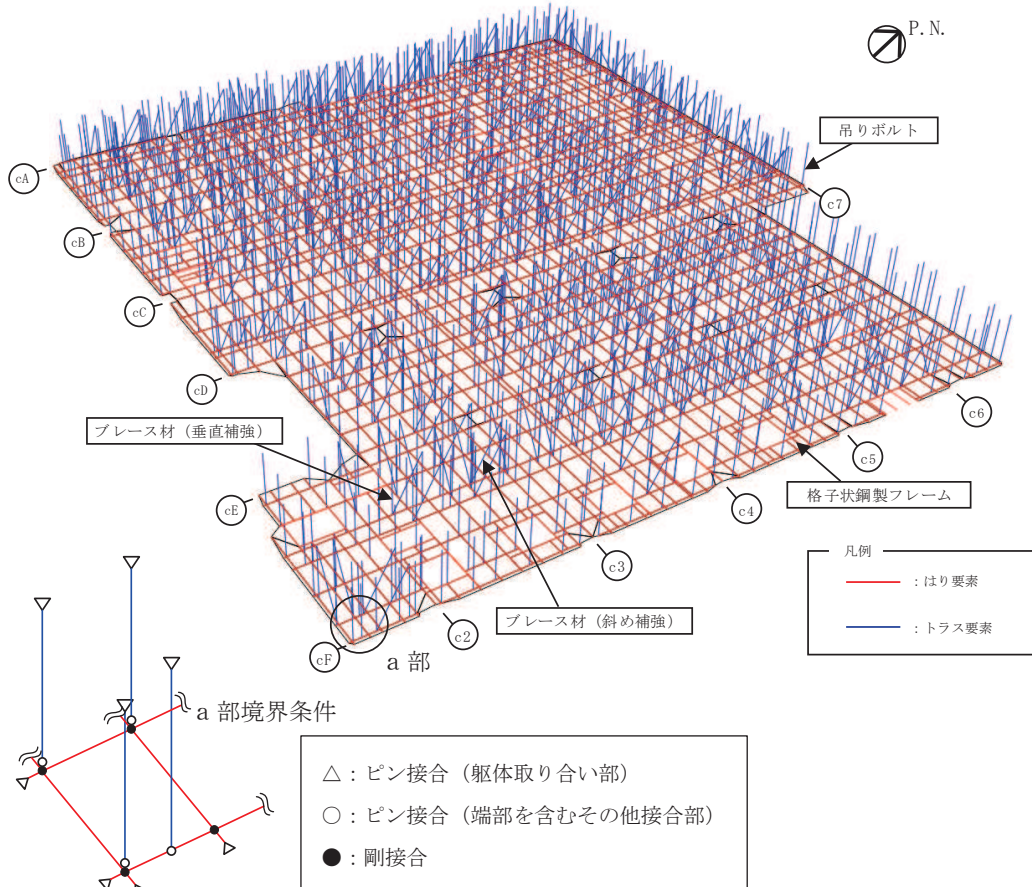 P.N.
吊りボルト
cA
c7
cB
cC
cD
ブレース材（垂直補強）
c6
c5
cE
c4
格子状鋼製フレーム
c3
凡例
：はり要素
：トラス要素
ブレース材（斜め補強）
c2
cF
a 部
a 部境界条件
△：ピン接合（躯体取り合い部）
○：ピン接合（端部を含むその他接合部）
●：剛接合